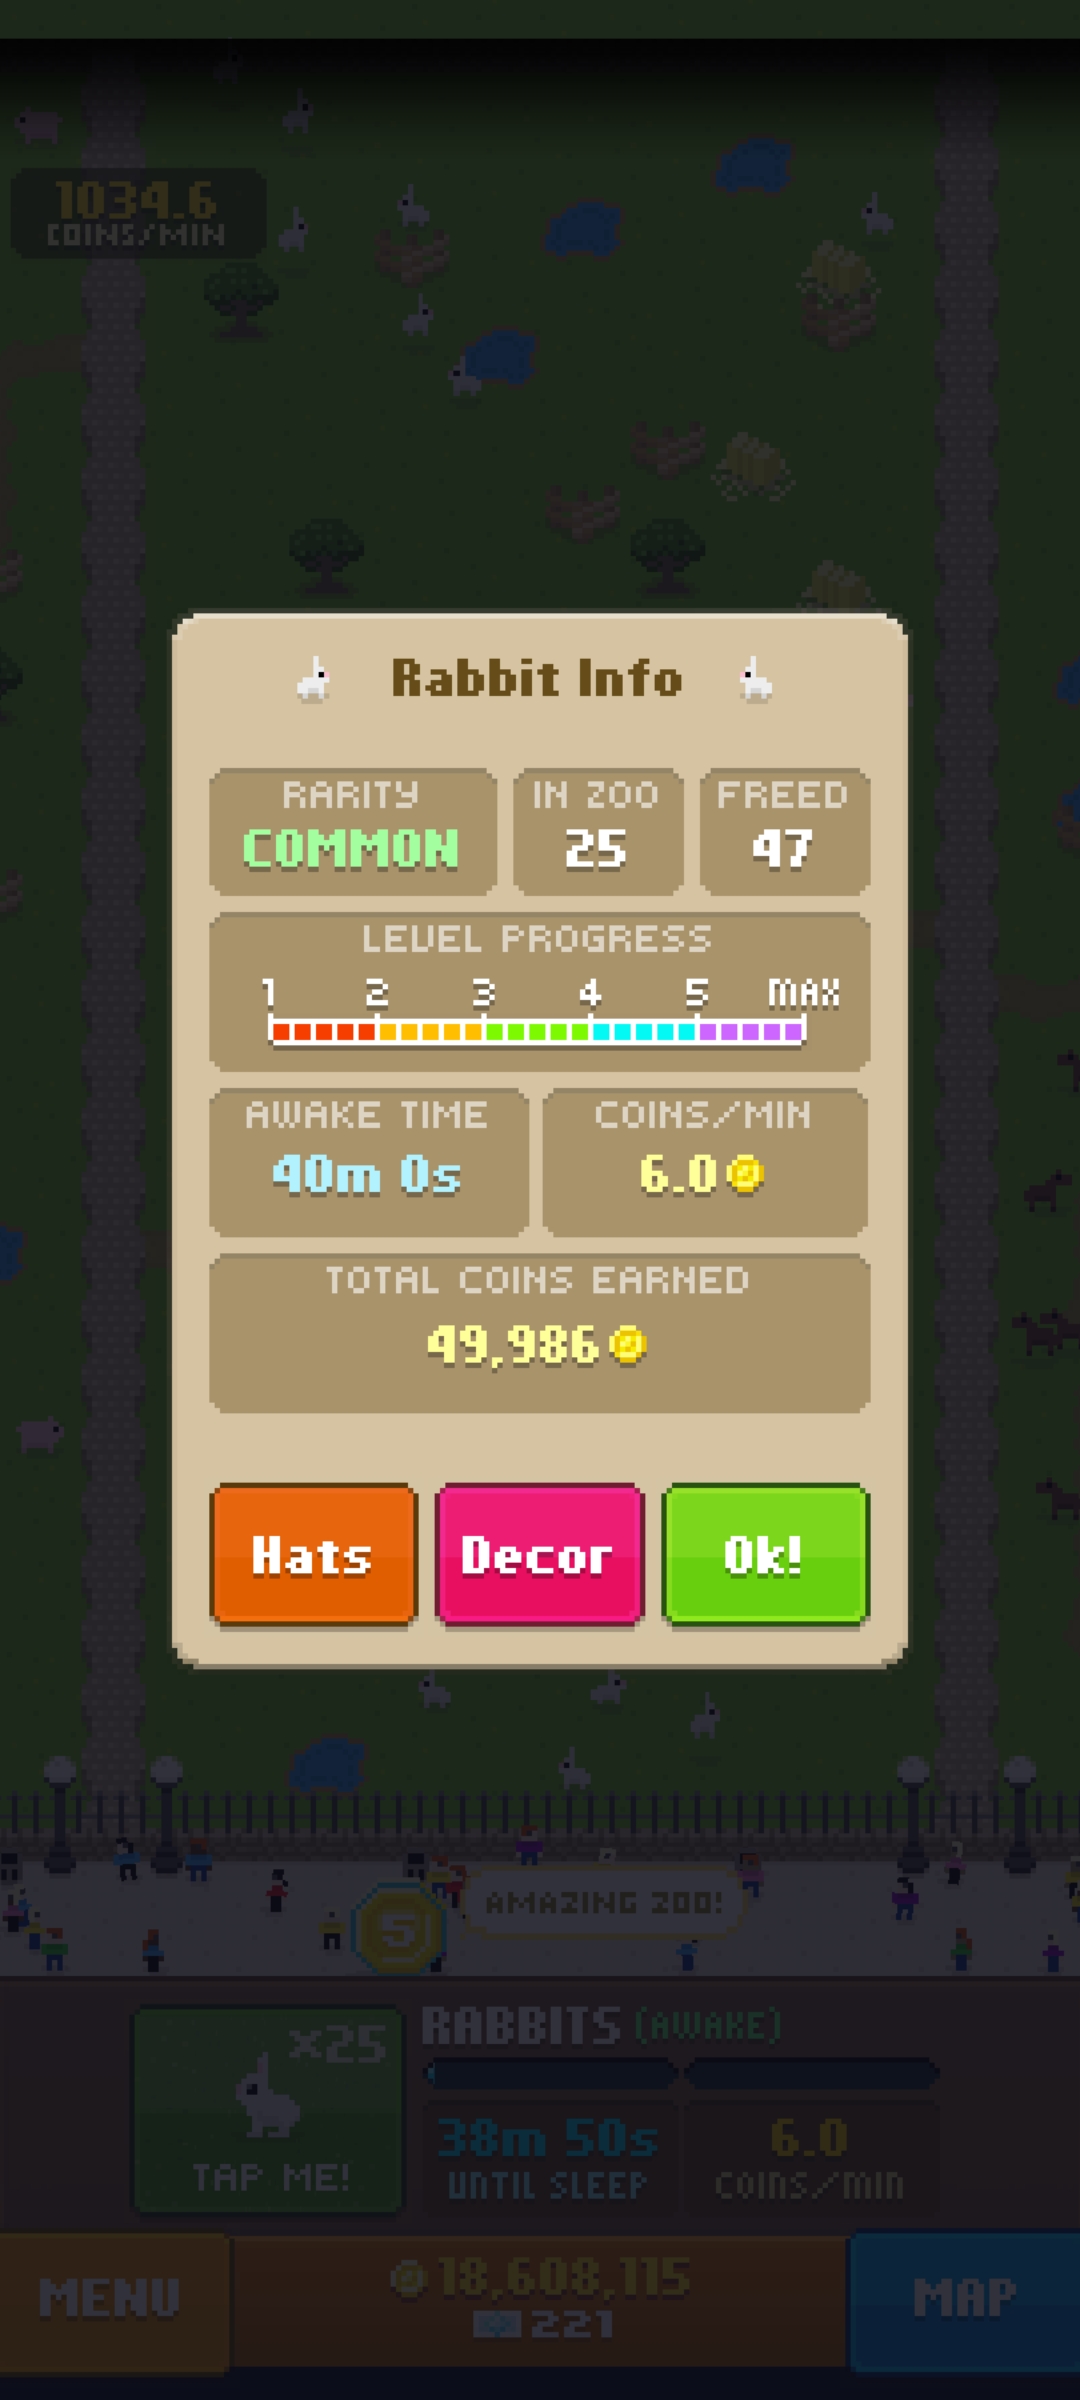 1034.6
COINS/MIN
Rabbit Info
RARITY
COMMON
IN ZOO
25
FREED
47
LEVEL PROGRESS
1 2 3 4 5 MAX
AWAKE TIME
40m 0s
COINS/MIN
6.0
TOTAL COINS EARNED
49,986
Hats
Decor
Ok!
5
AMAZING ZOO!
x25
TAP ME!
RABBITS (AWAKE)
38m 50s
UNTIL SLEEP
6.0
COINS/MIN
MENU
18,608,115
221
MAP